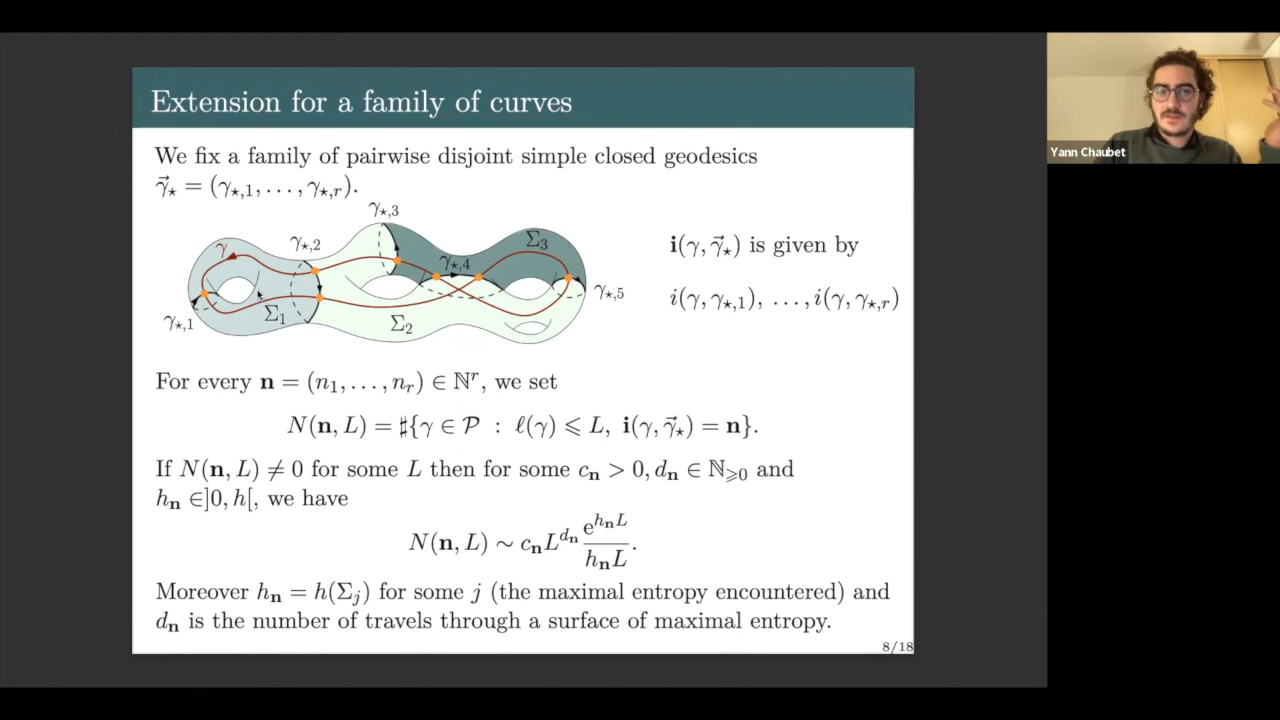 Extension for a family of curves
We fix a family of pairwise disjoint simple closed geodesics
γ⃗⋆ = (γ⋆,1, . . . , γ⋆,r).
γ⋆,3
γ
γ⋆,2
Σ3
γ⋆,4
γ⋆,5
γ⋆,1
Σ1
Σ2
i(γ, γ⃗⋆) is given by
i(γ, γ⋆,1), . . . , i(γ, γ⋆,r)
For every n = (n1, . . . , nr) ∈ ℕ^r, we set
N(n, L) = ♯{γ ∈ 𝒫 : ℓ(γ) ⩽ L, i(γ, γ⃗⋆) = n}.
If N(n, L) ≠ 0 for some L then for some cn > 0, dn ∈ ℕ⩾0 and
hn ∈]0, h[, we have
N(n, L) ∼ cn L^dn e^(hn L) / (hn L).
Moreover hn = h(Σj) for some j (the maximal entropy encountered) and
dn is the number of travels through a surface of maximal entropy.
8/18
Yann Chaubet